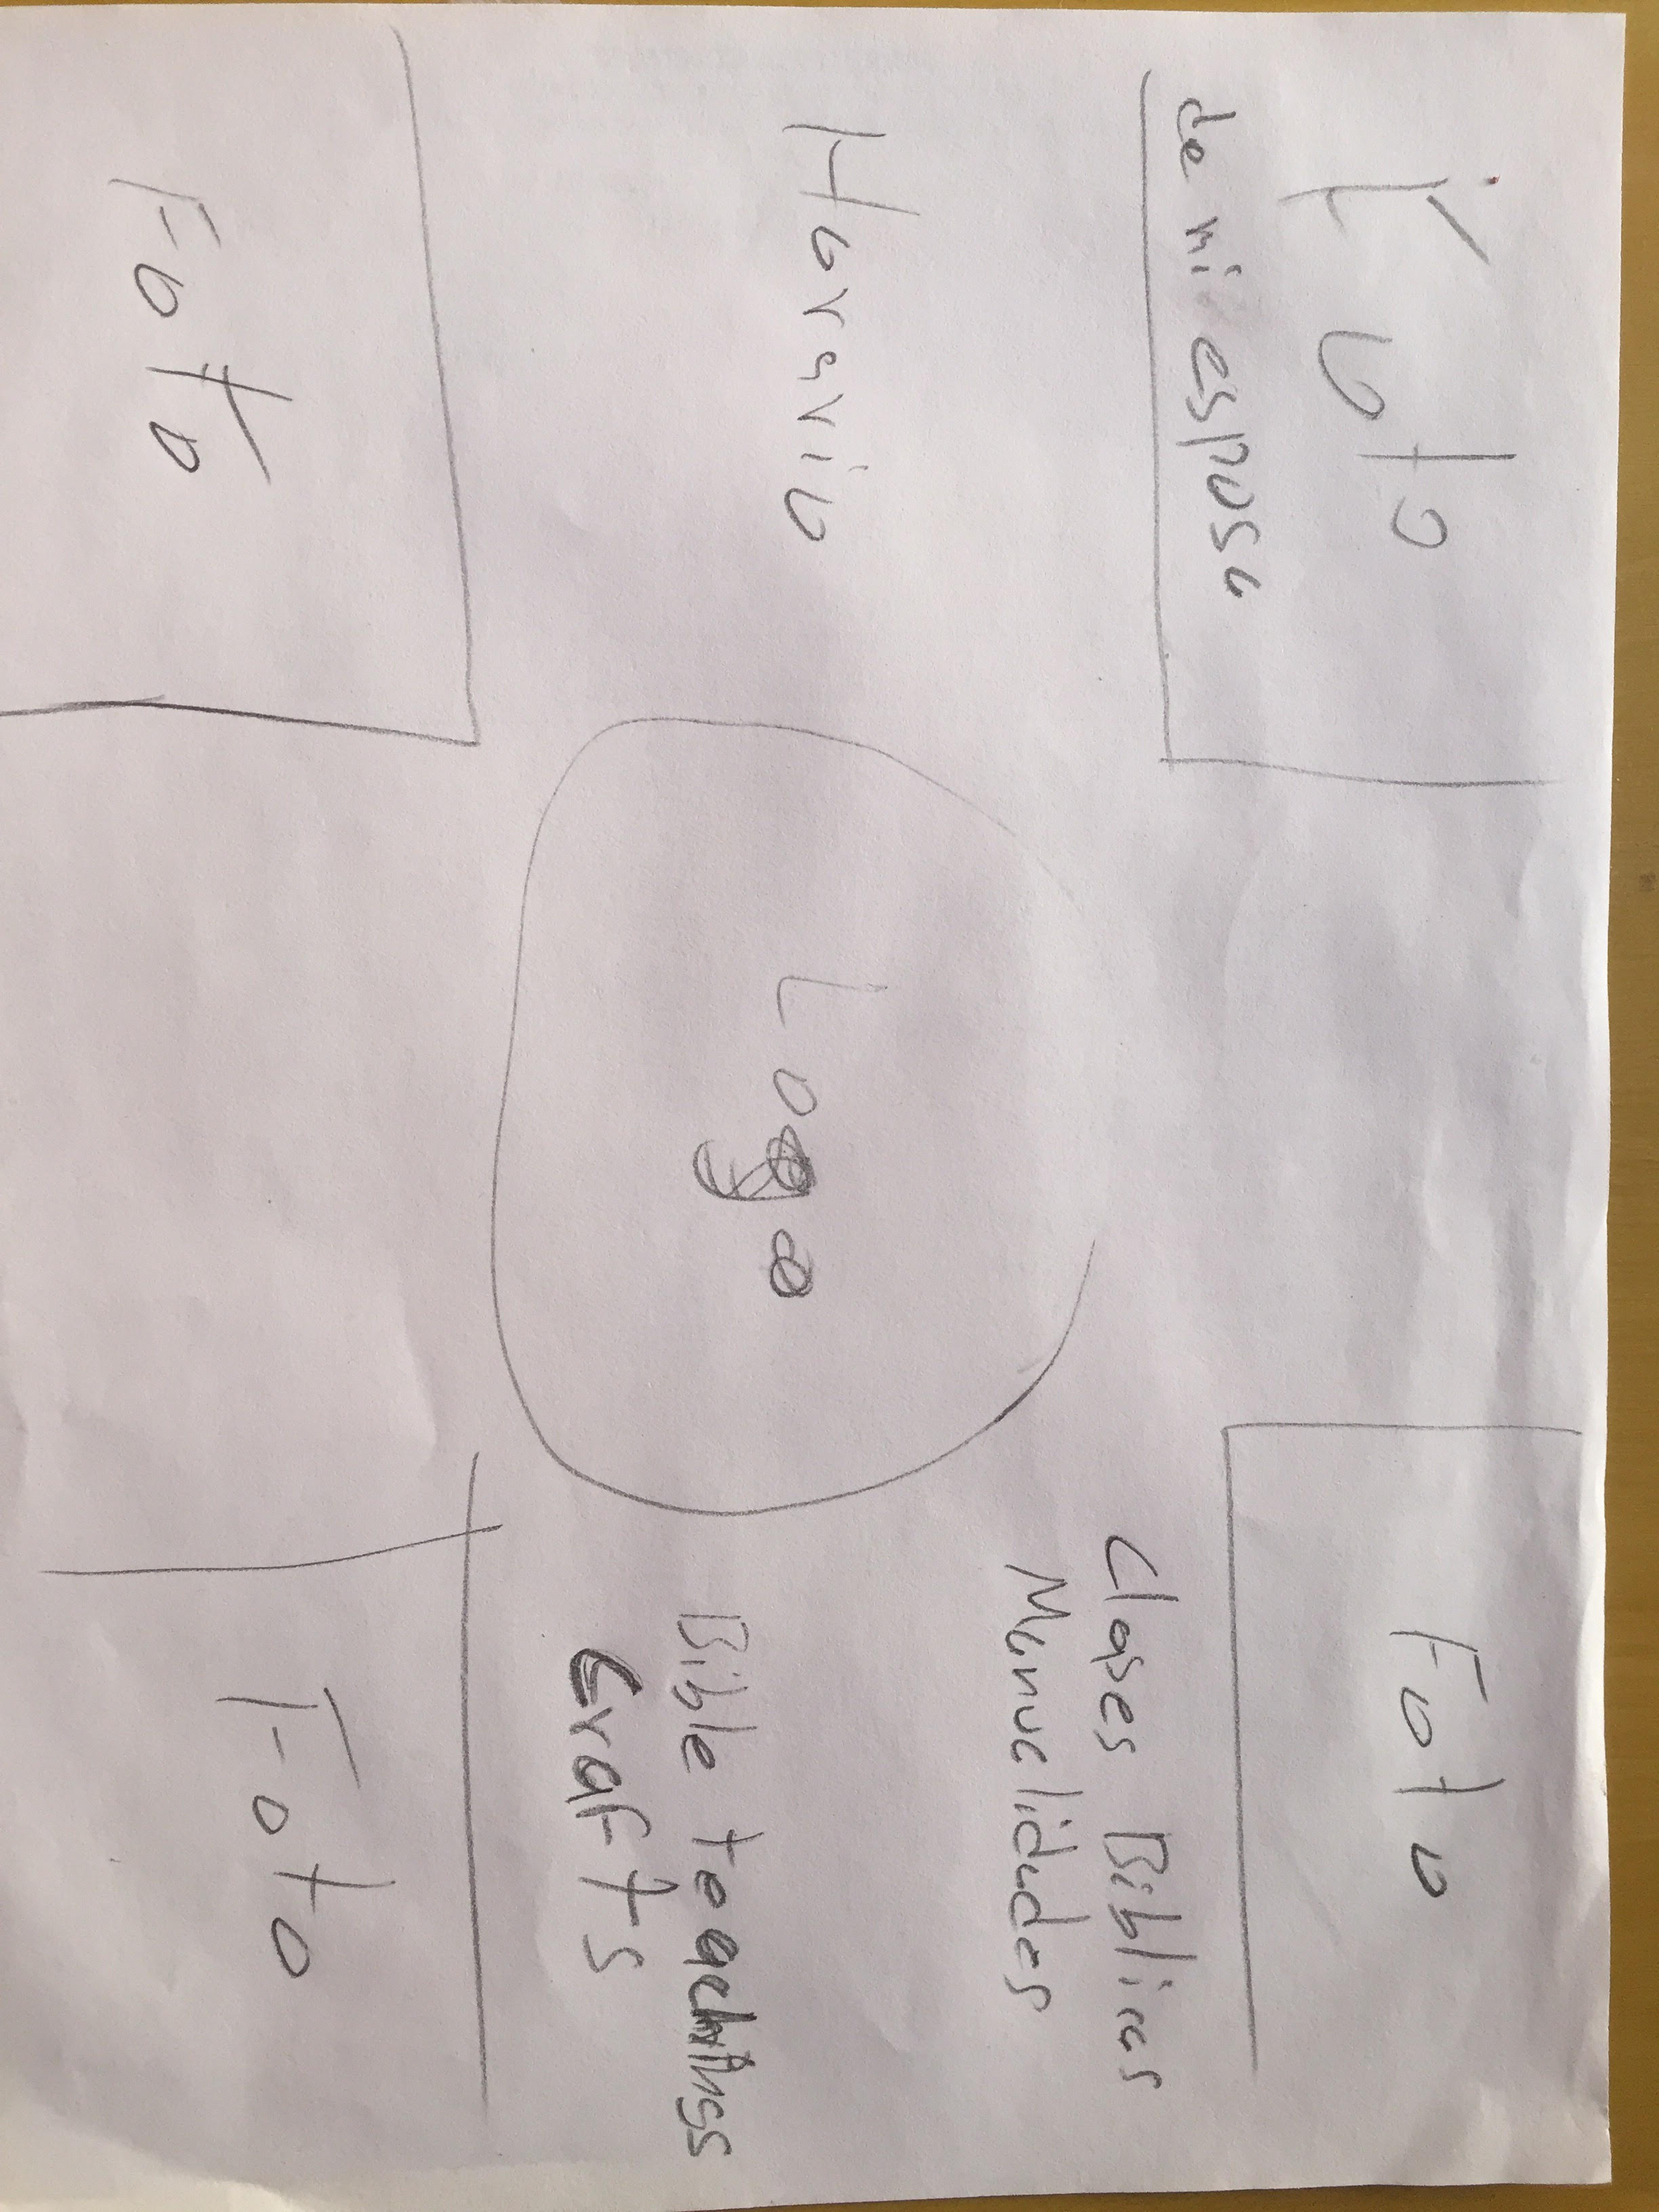 Foto
de mi esposa
Foto
Horario
Logo
Clases Biblicas
Manualidades
Bible teachings
Crafts
Foto
Foto